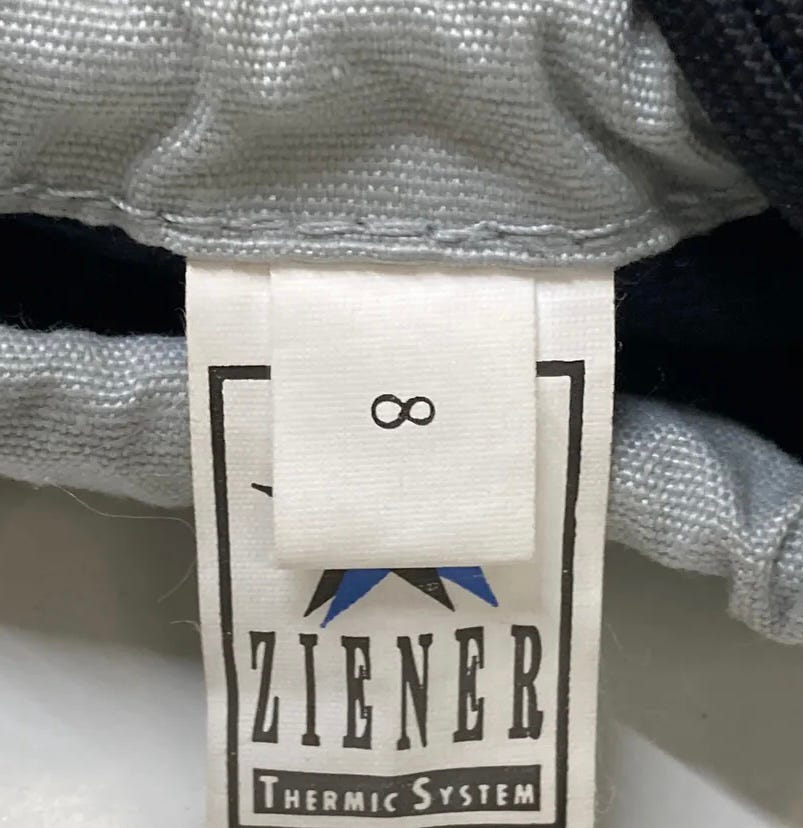 8
ZIENER
THERMIC SYSTEM